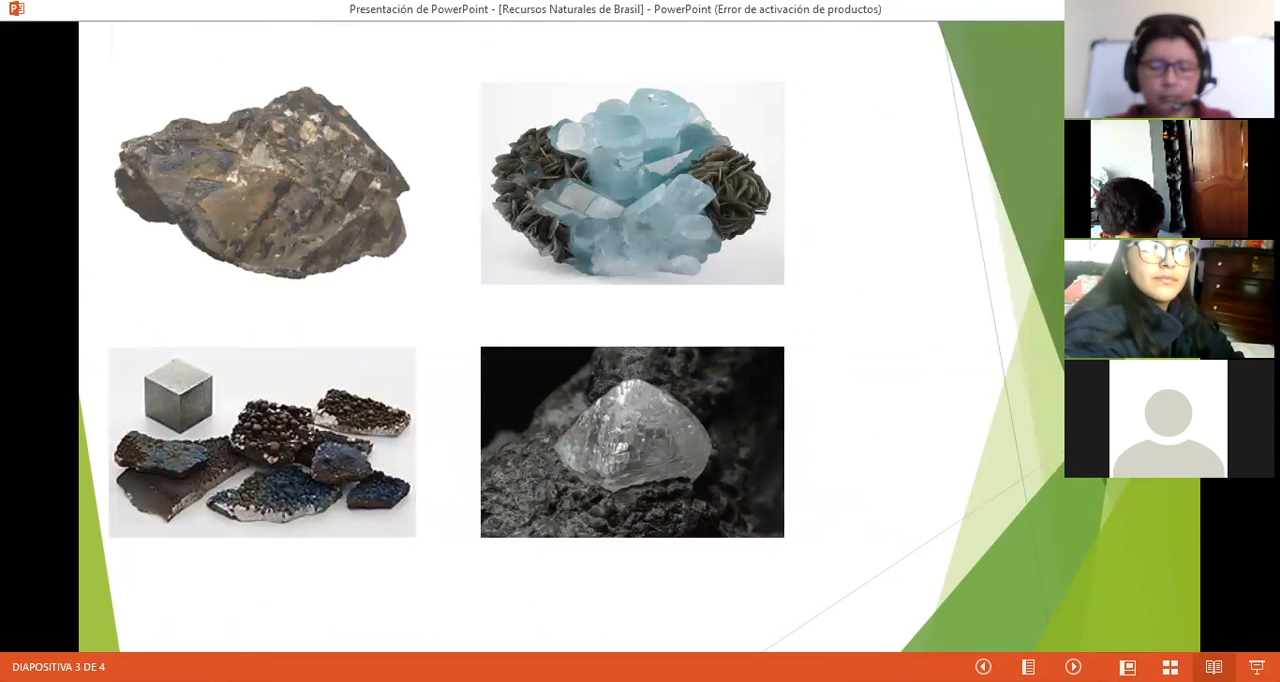 Presentación de PowerPoint - [Recursos Naturales de Brasil] - PowerPoint (Error de activación de productos)
DIAPOSITIVA 3 DE 4